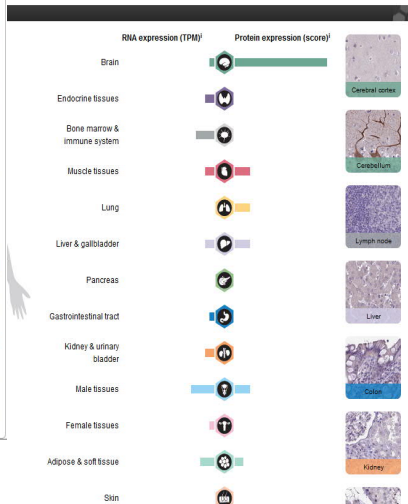 RNA expression (TPM)i Protein expression (score)i
Brain
Cerebral cortex
Endocrine tissues
Bone marrow &
immune system
Cerebellum
Muscle tissues
Lung
Lymph node
Liver & gallbladder
Pancreas
Gastrointestinal tract
Liver
Kidney & urinary
bladder
Male tissues
Colon
Female tissues
Adipose & soft tissue
Kidney
Skin